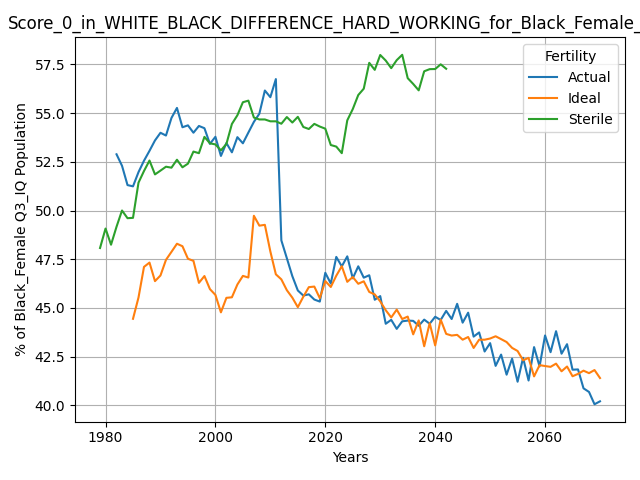 Score_0_in_WHITE_BLACK_DIFFERENCE_HARD_WORKING_for_Black_Female_
Fertility
Actual
Ideal
Sterile
% of Black_Female Q3_IQ Population
57.5
55.0
52.5
50.0
47.5
45.0
42.5
40.0
1980
2000
2020
2040
2060
Years